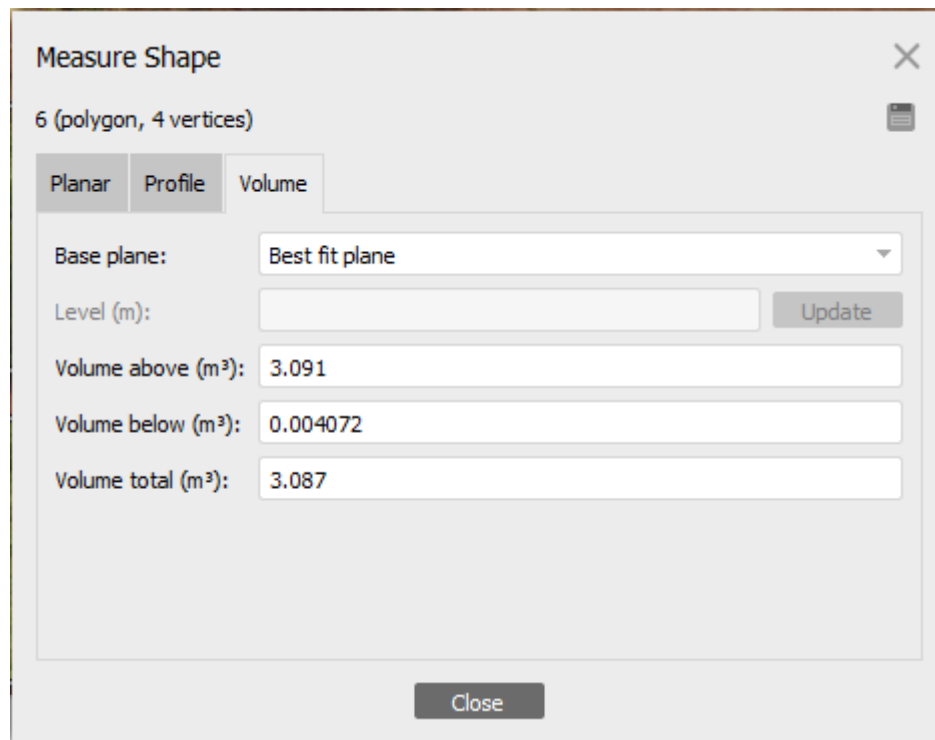 Measure Shape
6 (polygon, 4 vertices)
Planar Profile Volume
Base plane: Best fit plane
Level (m): Update
Volume above (m³): 3.091
Volume below (m³): 0.004072
Volume total (m³): 3.087
Close